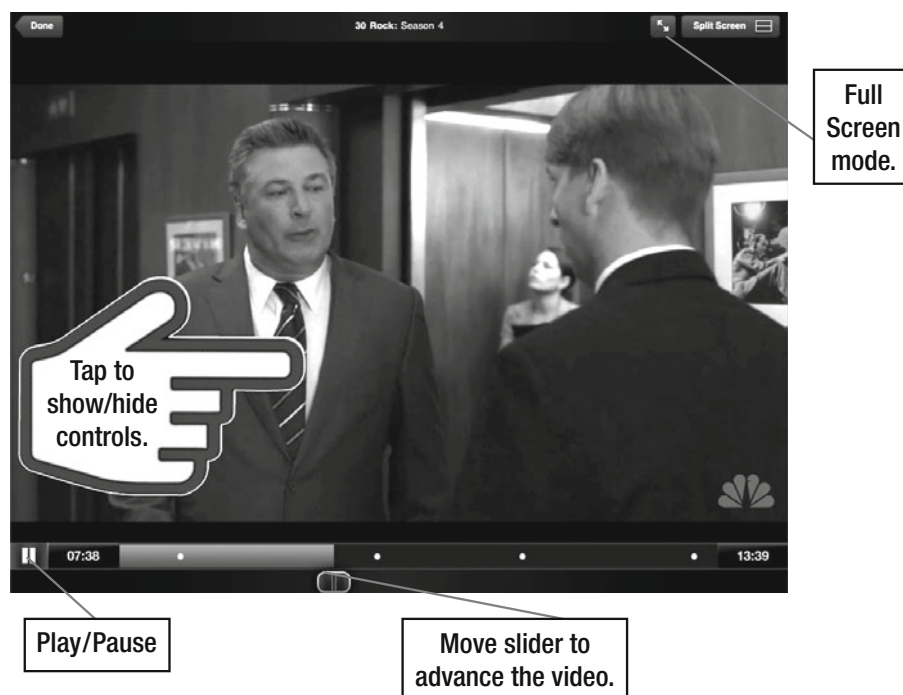 Done
30 Rock: Season 4
Split Screen
Full
Screen
mode.
Tap to
show/hide
controls.
07:38
13:39
Play/Pause
Move slider to
advance the video.